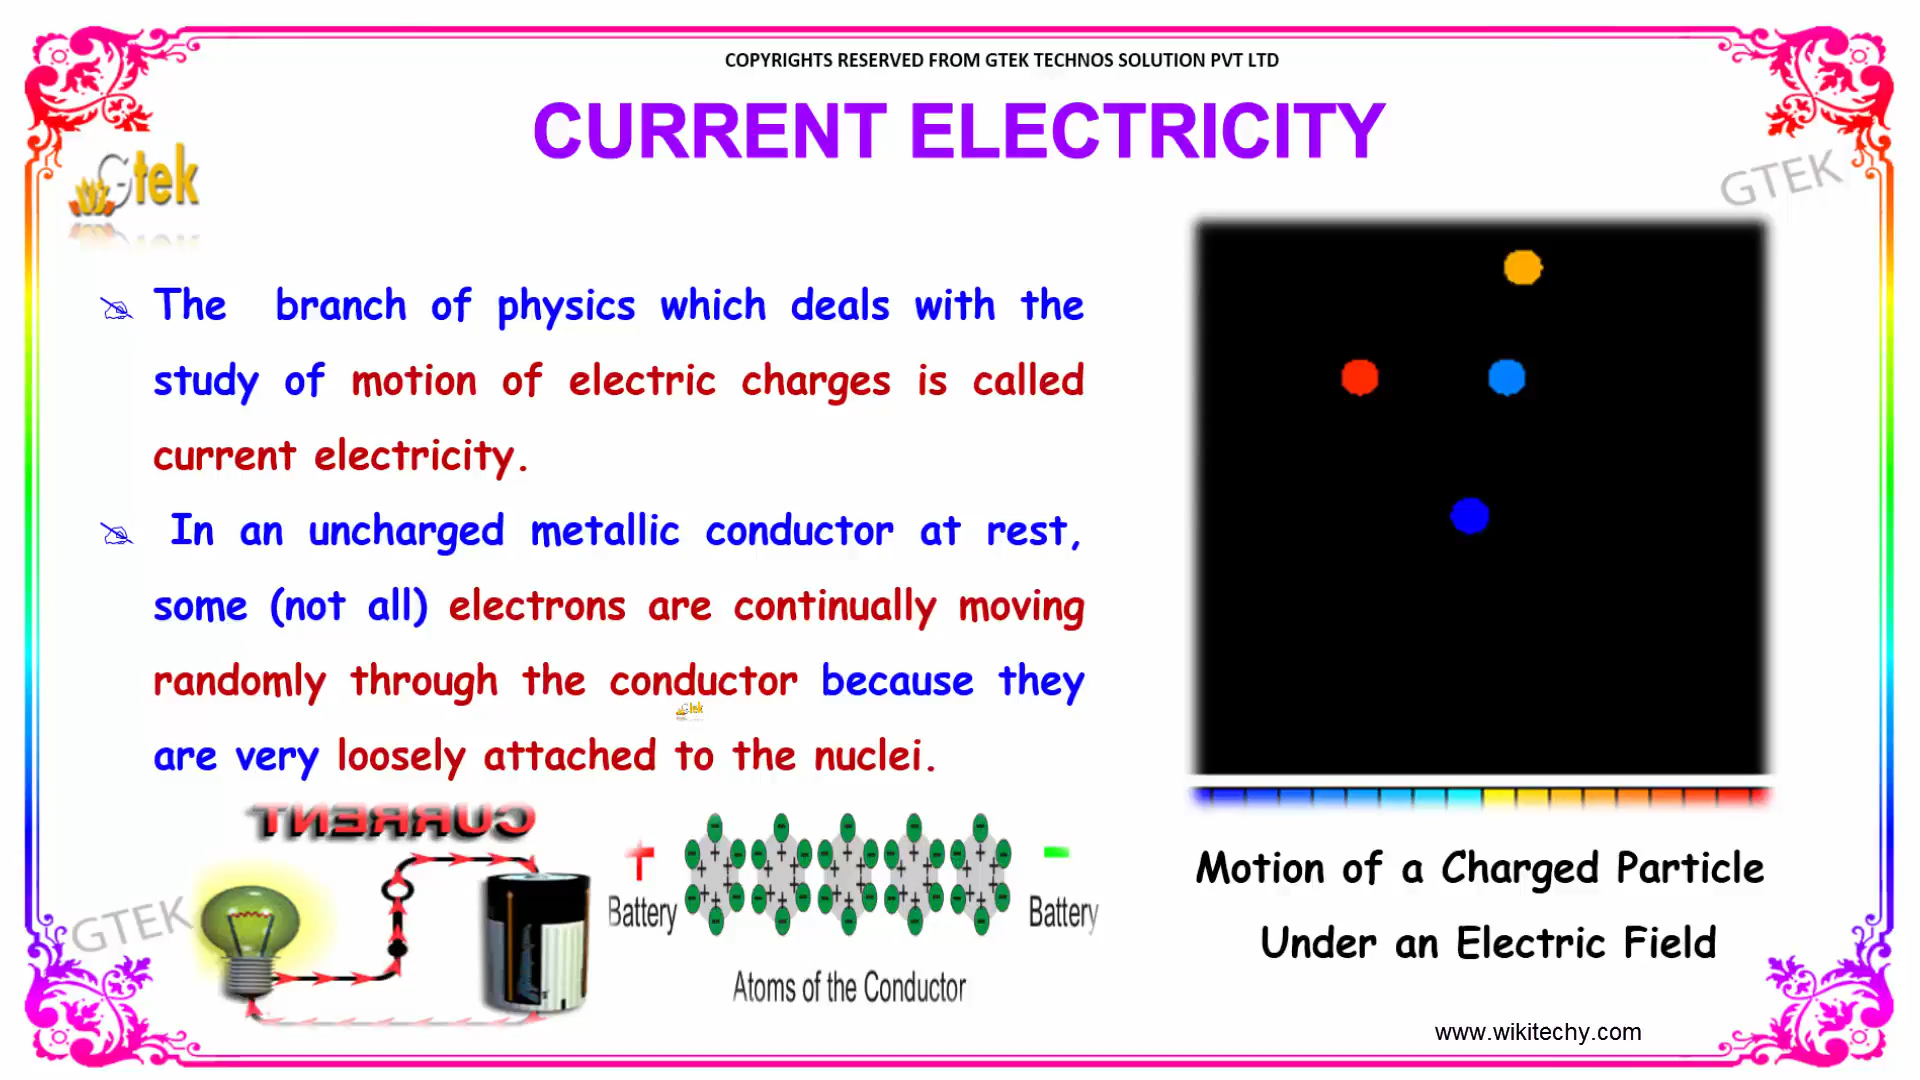 COPYRIGHTS RESERVED FROM GTEK TECHNOS SOLUTION PVT LTD
CURRENT ELECTRICITY
Gtek
GTEK
The branch of physics which deals with the
study of motion of electric charges is called
current electricity.
In an uncharged metallic conductor at rest,
some (not all) electrons are continually moving
randomly through the conductor because they
Gtek
are very loosely attached to the nuclei.
CURRENT
+
-
Battery
Battery
Atoms of the Conductor
GTEK
Motion of a Charged Particle
Under an Electric Field
www.wikitechy.com